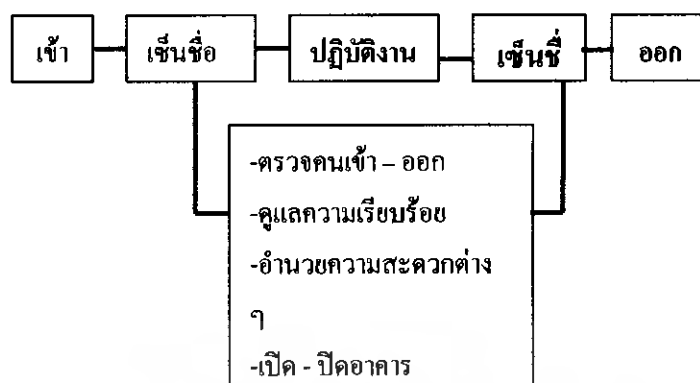 เข้า เซ็นชื่อ ปฏิบัติงาน เซ็นชื่ ออก
-ตรวจคนเข้า – ออก
-ดูแลความเรียบร้อย
-อำนวยความสะดวกต่าง
ๆ
-เปิด - ปิดอาคาร